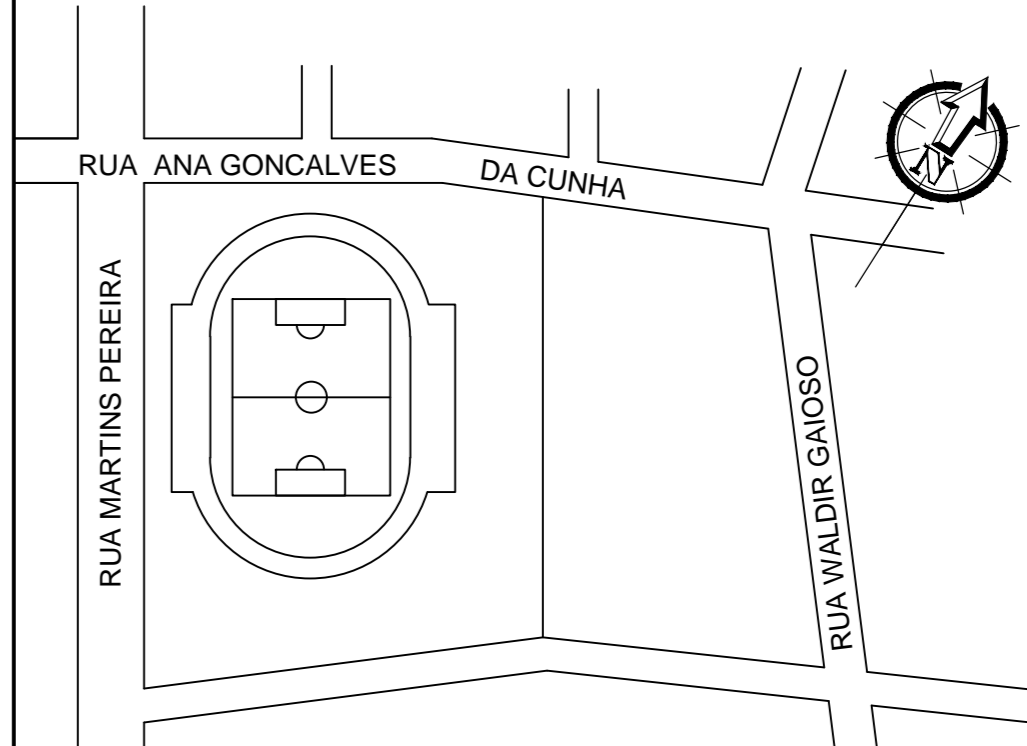 RUA ANA GONCALVES
DA CUNHA
N
RUA MARTINS PEREIRA
RUA WALDIR GAIOSO